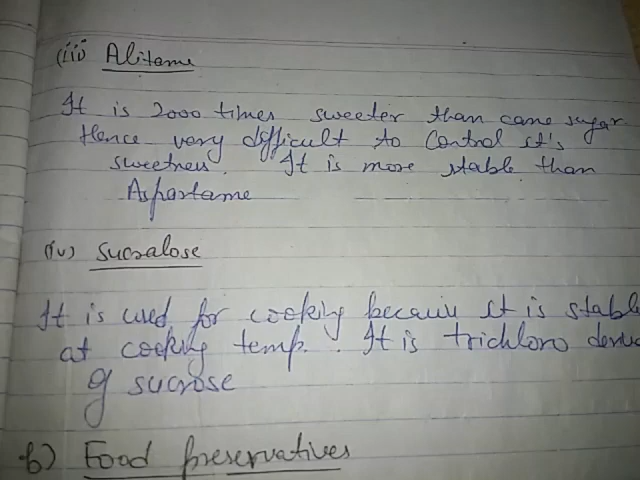 (iii) Alitame
It is 2000 times sweeter than cane sugar
Hence very difficult to Control it's
sweetness. It is more stable than
Aspartame
(iv) Sucralose
It is used for cooking because it is stable
at cooking temp. It is trichloro deriva
of sucrose
b) Food preservatives